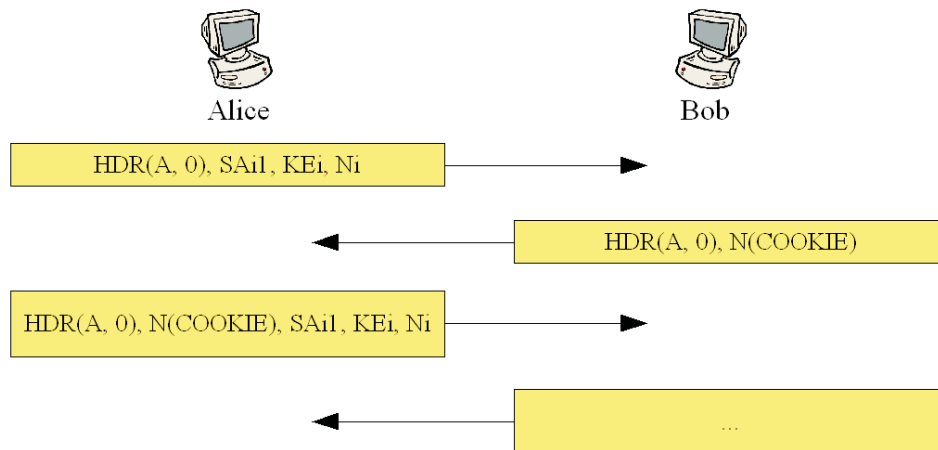 Alice
Bob
HDR(A, 0), SAi1, KEi, Ni
HDR(A, 0), N(COOKIE)
HDR(A, 0), N(COOKIE), SAi1, KEi, Ni
...